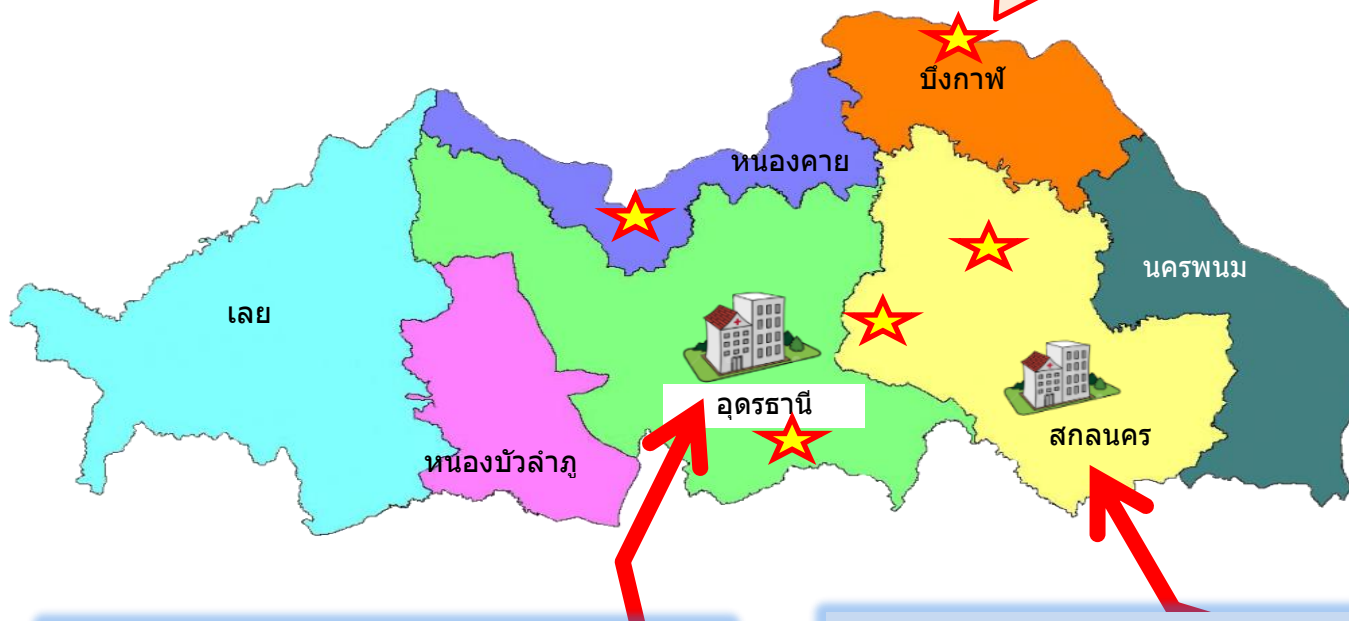 บึงกาฬ
หนองคาย
นครพนม
เลย
อุดรธานี
สกลนคร
หนองบัวลำภู